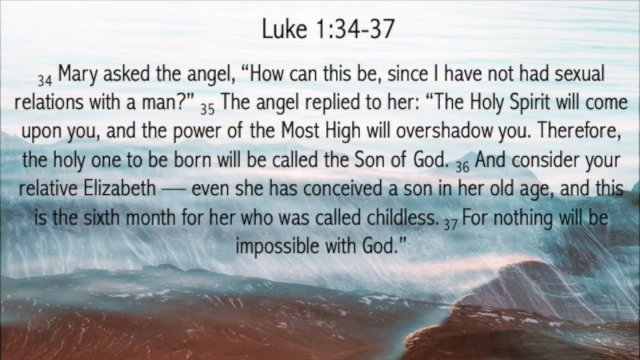 Luke 1:34-37
34 Mary asked the angel, “How can this be, since I have not had sexual
relations with a man?” 35 The angel replied to her: “The Holy Spirit will come
upon you, and the power of the Most High will overshadow you. Therefore,
the holy one to be born will be called the Son of God. 36 And consider your
relative Elizabeth — even she has conceived a son in her old age, and this
is the sixth month for her who was called childless. 37 For nothing will be
impossible with God.”